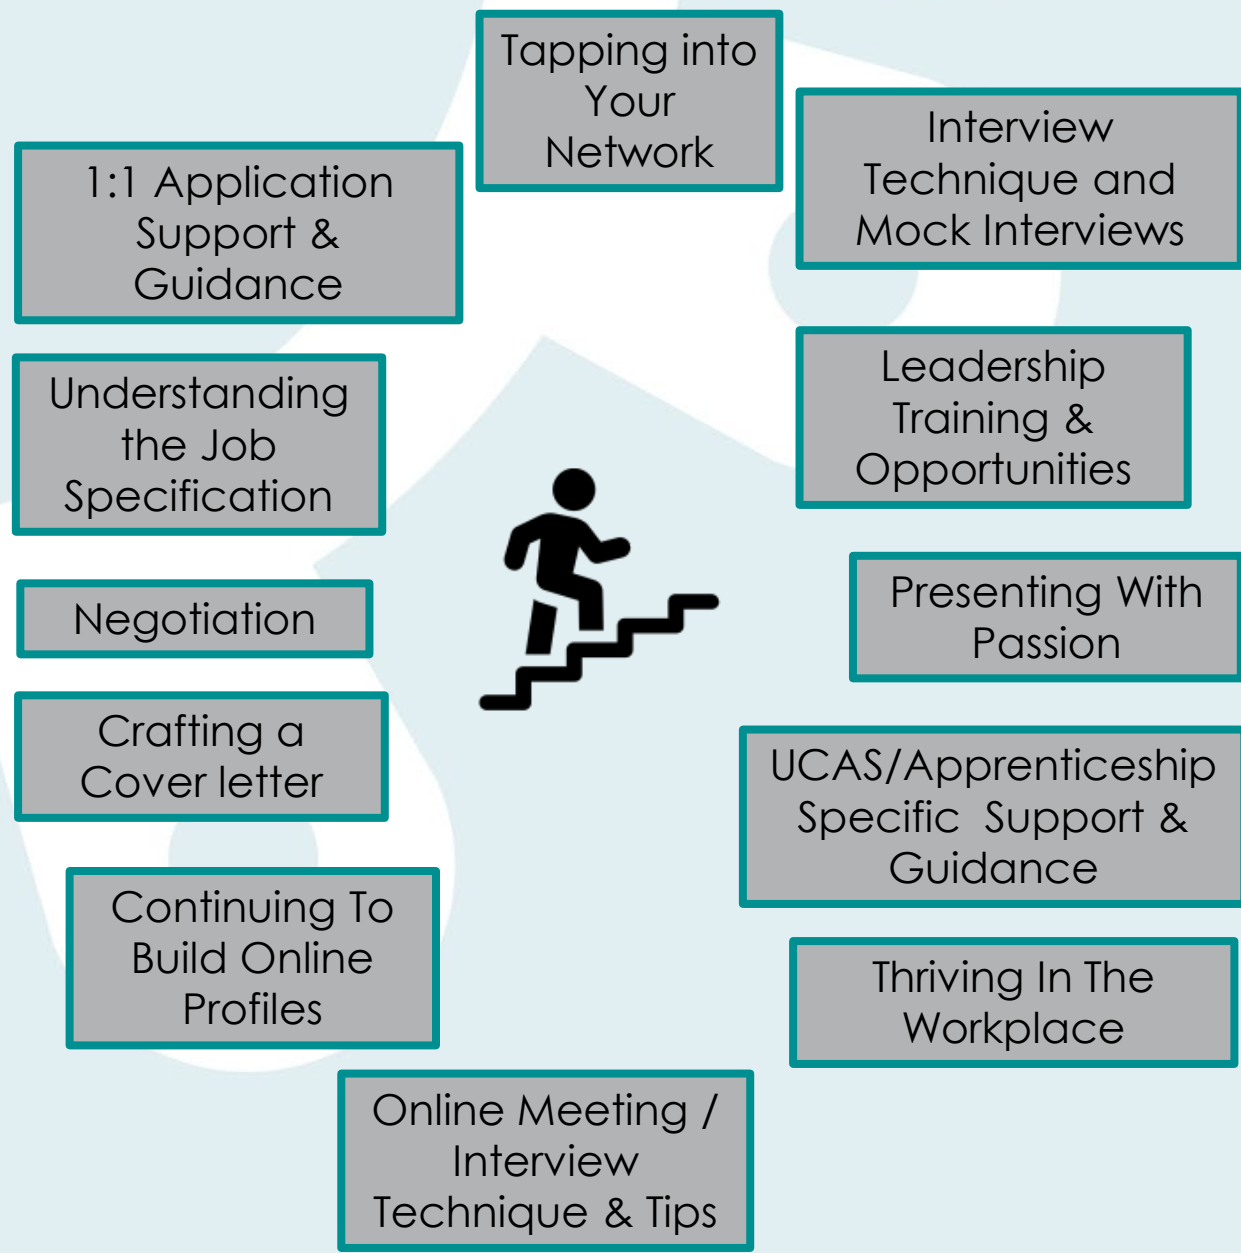 Tapping into
Your
Network
Interview
Technique and
Mock Interviews
1:1 Application
Support &
Guidance
Leadership
Training &
Opportunities
Understanding
the Job
Specification
Presenting With
Passion
Negotiation
Crafting a
Cover letter
UCAS/Apprenticeship
Specific  Support &
Guidance
Continuing To
Build Online
Profiles
Thriving In The
Workplace
Online Meeting /
Interview
Technique & Tips